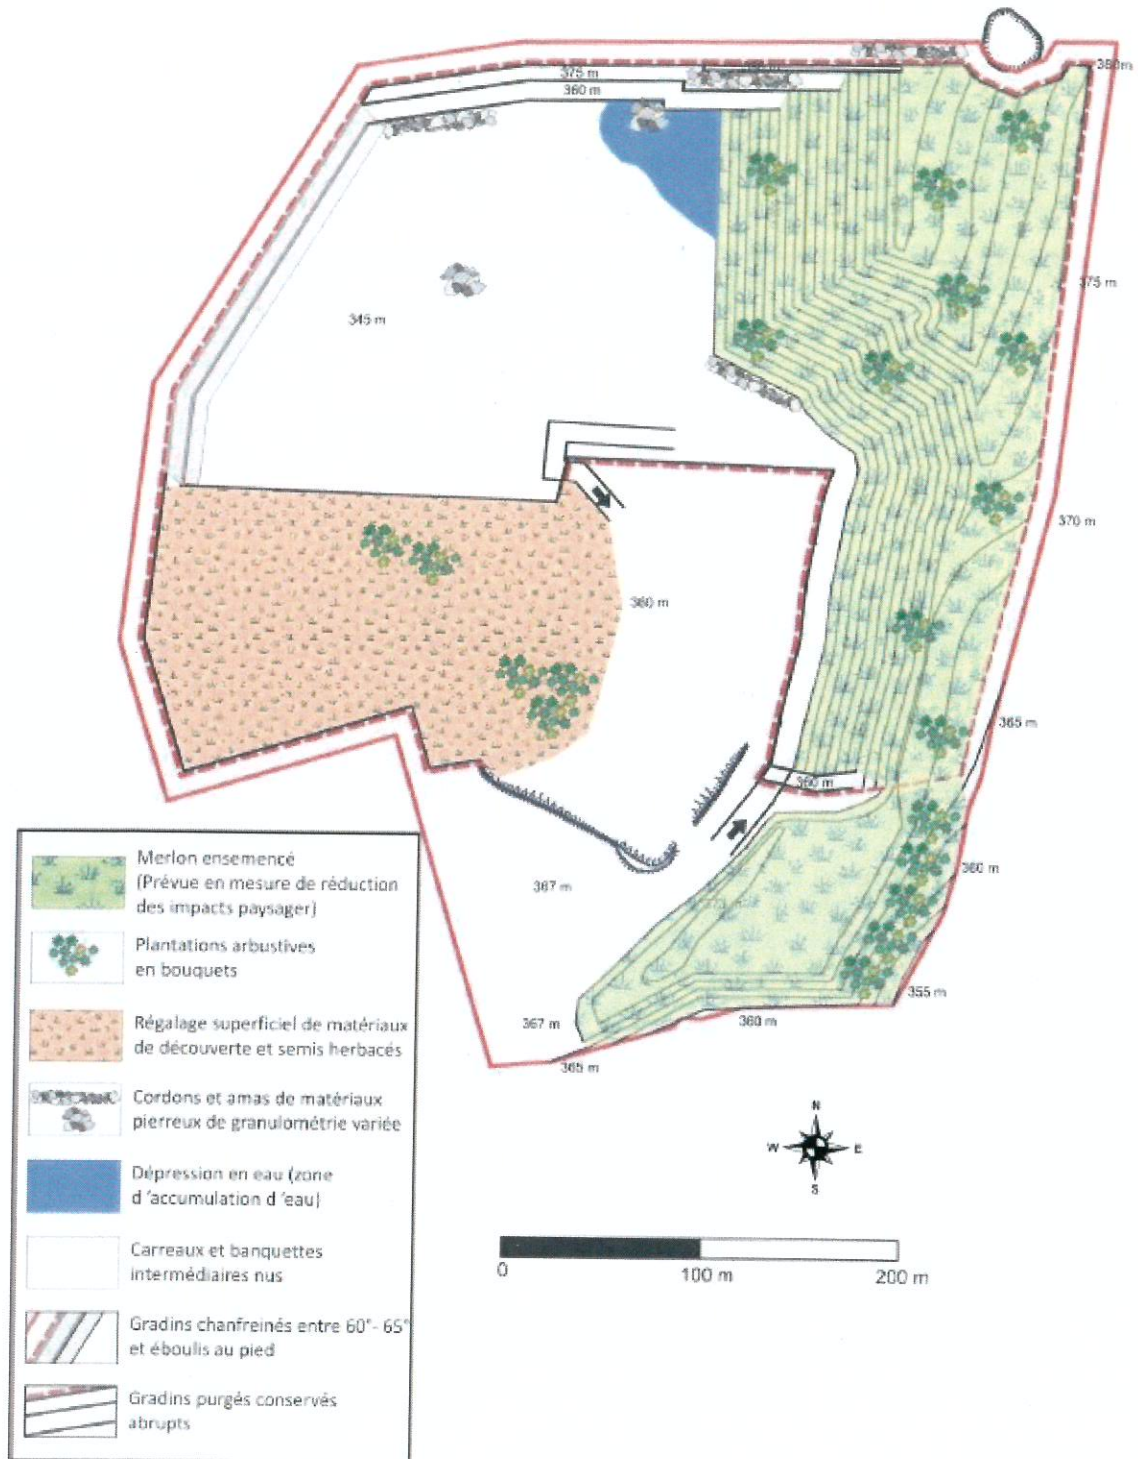 380m
375 m
360 m
345 m
375 m
370 m
360 m
365 m
360 m
360 m
367 m
355 m
367 m
360 m
365 m
Merlon ensemencé
(Prévue en mesure de réduction
des impacts paysager)
Plantations arbustives
en bouquets
Régalage superficiel de matériaux
de découverte et semis herbacés
Cordons et amas de matériaux
pierreux de granulométrie variée
Dépression en eau (zone
d 'accumulation d 'eau)
Carreaux et banquettes
intermédiaires nus
Gradins chanfreinés entre 60°- 65°
et éboulis au pied
Gradins purgés conservés
abrupts
N
W E
S
0 100 m 200 m